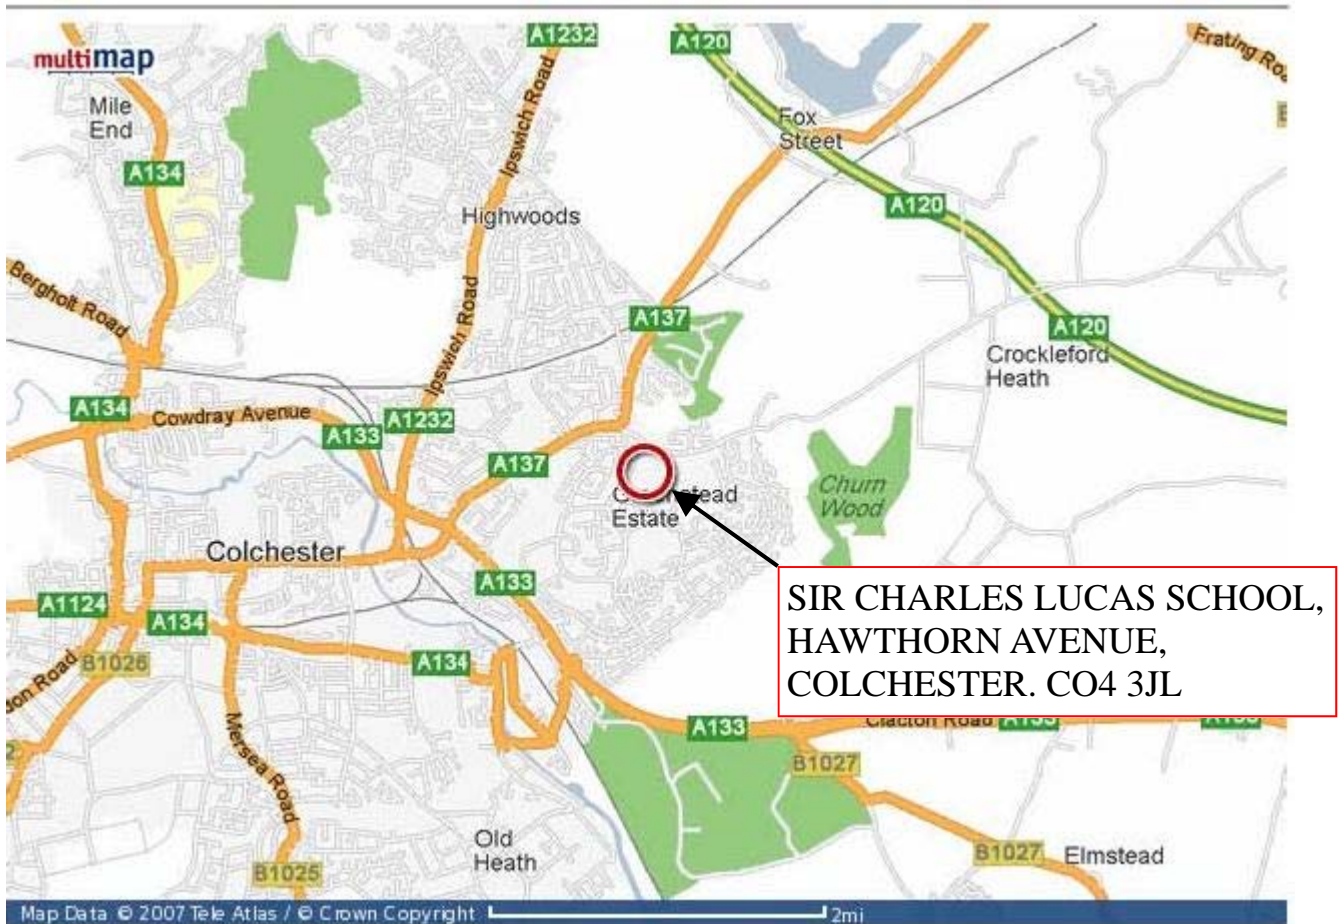 A1232
A120
Frating
multimap
Mile
End
Ipswich Road
Fox
Street
A134
A120
Highwoods
Bergholt Road
Ipswich Road
A137
A120
Crockleford
Heath
A134
Cowdray Avenue
A133
A1232
A137
Churn
Wood
Estate
Colchester
A133
SIR CHARLES LUCAS SCHOOL,
HAWTHORN AVENUE,
COLCHESTER. CO4 3JL
A1124
A134
B1026
A134
Road
Mersea Road
A133
Clacton Road
A133
A133
B1027
Old
Heath
B1025
B1027
Elmstead
Map Data © 2007 Tele Atlas / © Crown Copyright
2mi